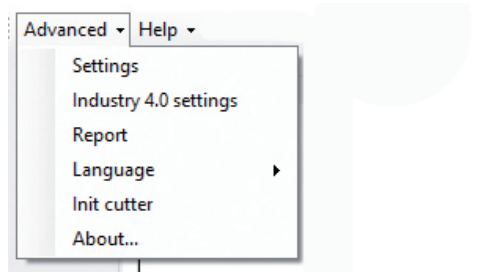 Advanced Help
Settings
Industry 4.0 settings
Report
Language
Init cutter
About...